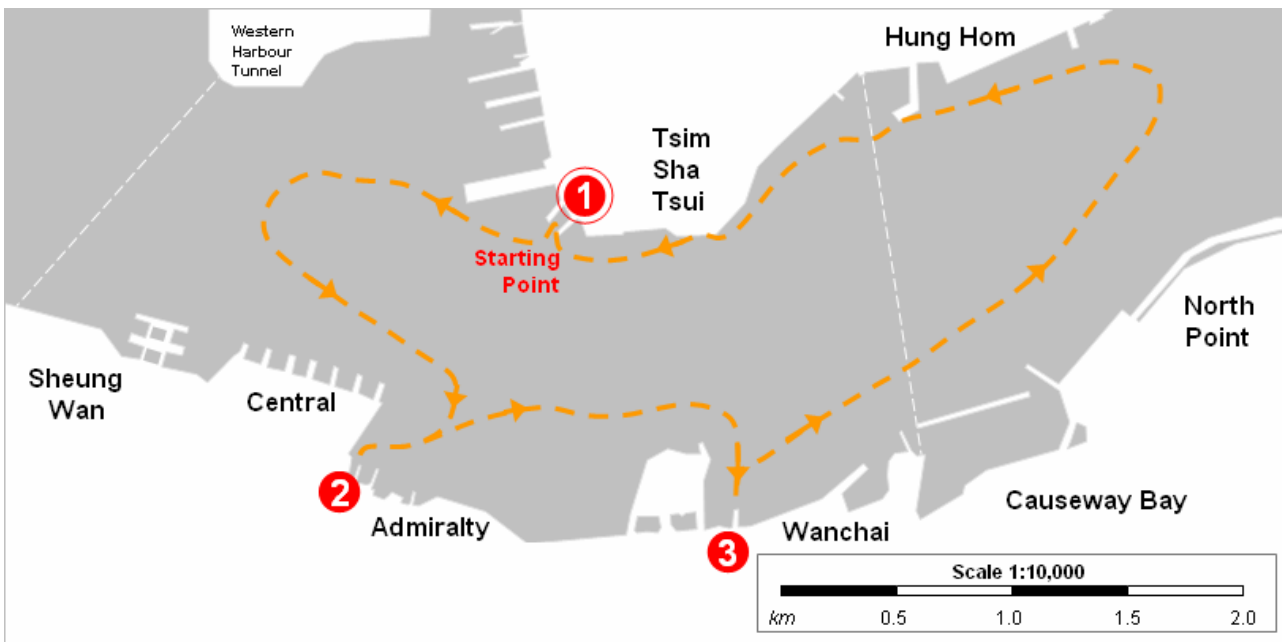 Western
Harbour
Tunnel
Hung Hom
Tsim
Sha
Tsui
1
Starting
Point
North
Point
Sheung
Wan
Central
2
Admiralty
Causeway Bay
Wanchai
3
Scale 1:10,000
km 0.5 1.0 1.5 2.0